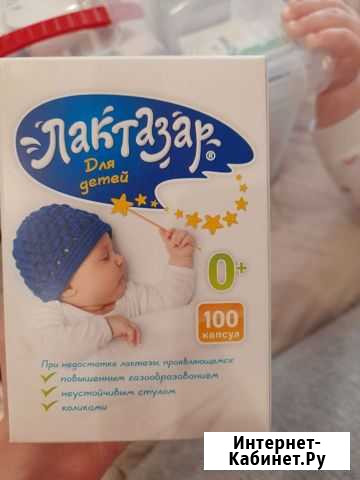 Лактазар®
Для
детей
0+
100
капсул
При недостатке лактазы, проявляющемся:
повышенным газообразованием
неустойчивым стулом
коликами
Интернет-
Кабинет.Ру